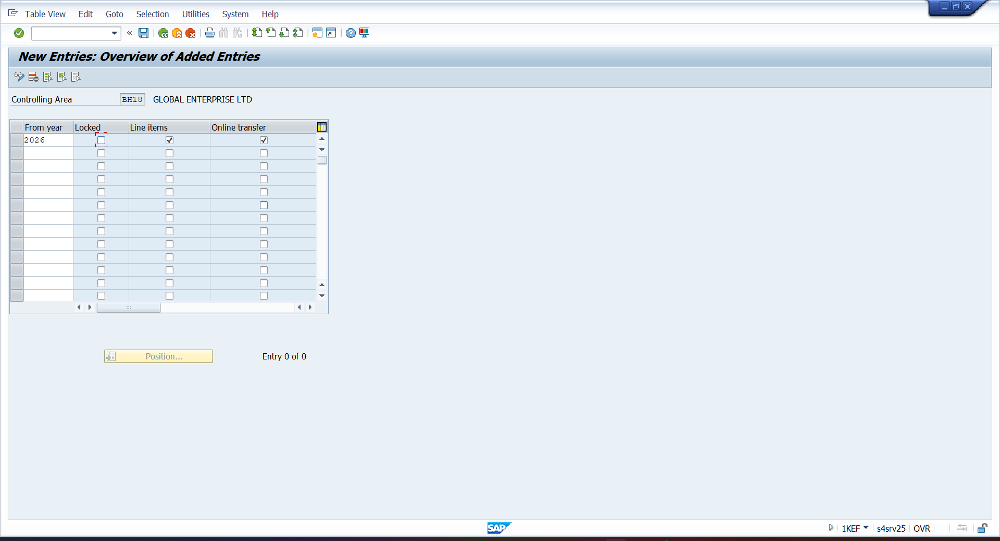 Table View Edit Goto Selection Utilities System Help
New Entries: Overview of Added Entries
Controlling Area BH18 GLOBAL ENTERPRISE LTD
From year Locked Line items Online transfer
2026
Position... Entry 0 of 0
SAP 1KEF s4srv25 OVR